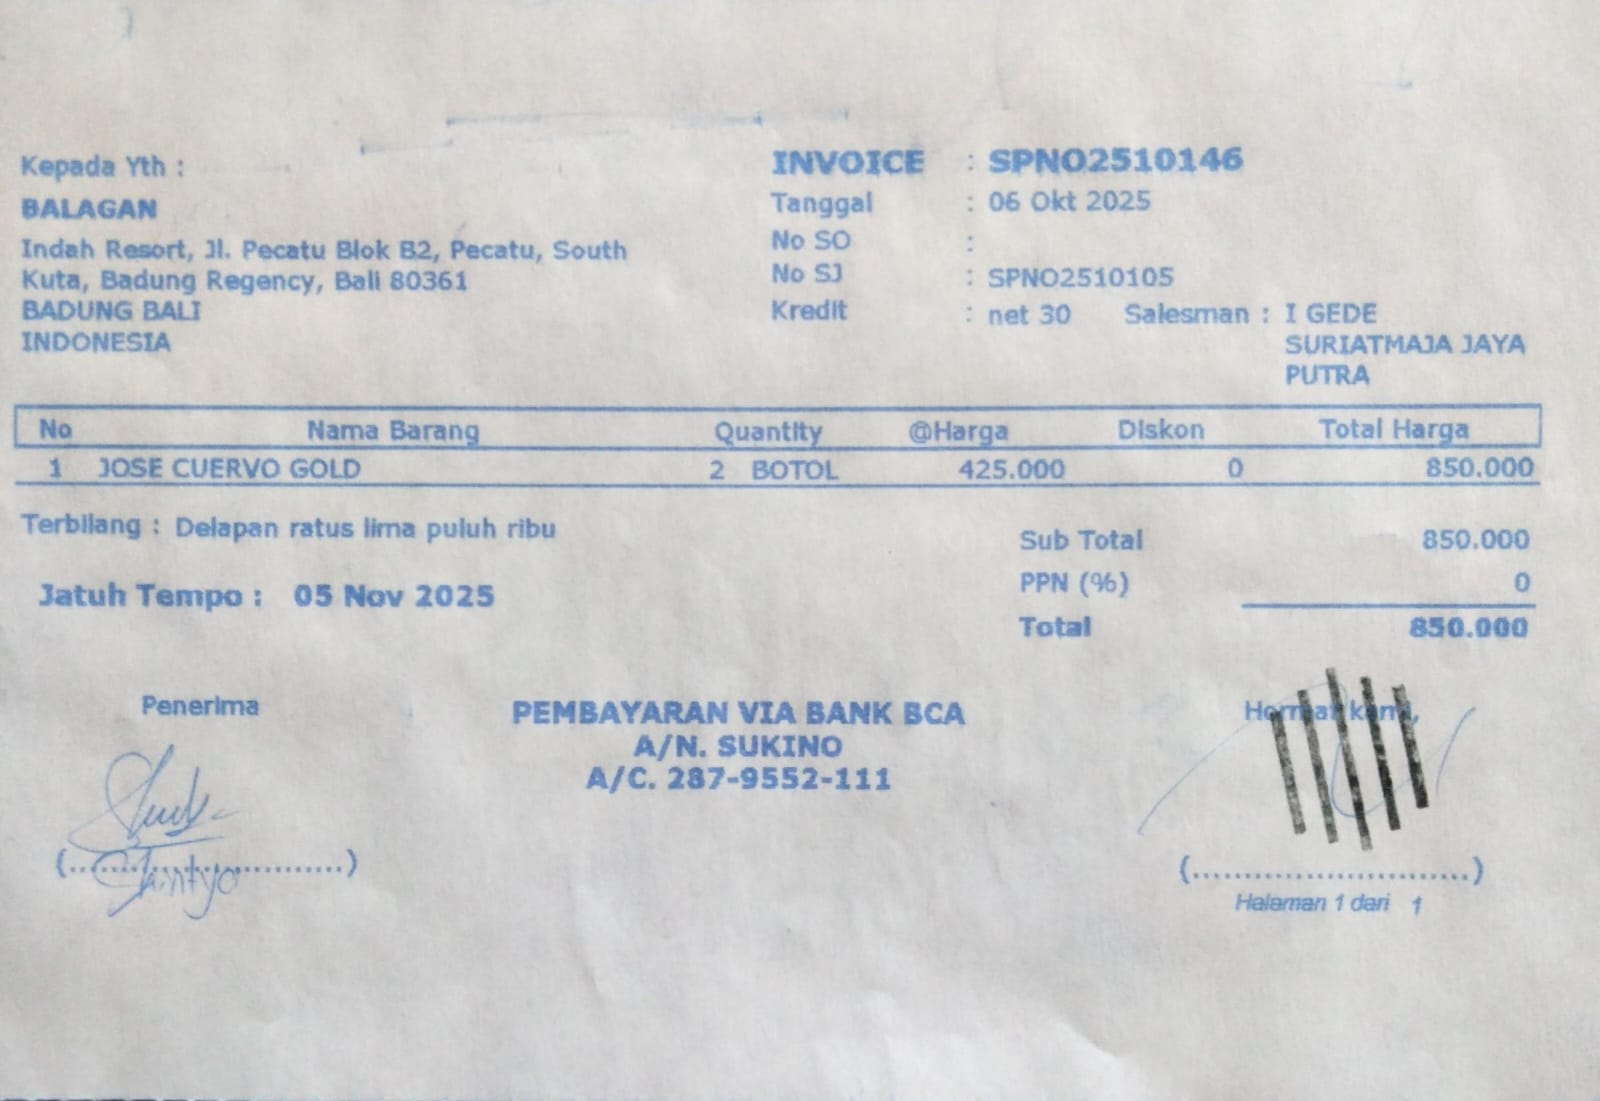 Kepada Yth :
BALAGAN
Indah Resort, Jl. Pecatu Blok B2, Pecatu, South
Kuta, Badung Regency, Bali 80361
BADUNG BALI
INDONESIA
INVOICE : SPNO2510146
Tanggal : 06 Okt 2025
No SO :
No SJ : SPNO2510105
Kredit : net 30 Salesman : I GEDE
SURIATMAJA JAYA
PUTRA
No Nama Barang Quantity @Harga Diskon Total Harga
1 JOSE CUERVO GOLD 2 BOTOL 425.000 0 850.000
Terbilang : Delapan ratus lima puluh ribu
Jatuh Tempo : 05 Nov 2025
Sub Total 850.000
PPN (%) 0
Total 850.000
Penerima
PEMBAYARAN VIA BANK BCA
A/N. SUKINO
A/C. 287-9552-111
Hormat kami,
(..............................)
(..............................)
Halaman 1 dari 1